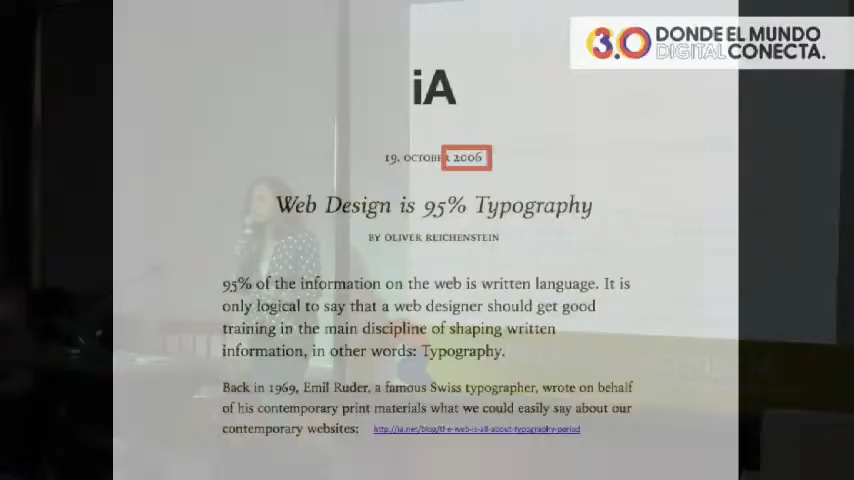 3.0 DONDE EL MUNDO
DIGITAL CONECTA.
iA
19. OCTOBER 2006
Web Design is 95% Typography
BY OLIVER REICHENSTEIN
95% of the information on the web is written language. It is
only logical to say that a web designer should get good
training in the main discipline of shaping written
information, in other words: Typography.
Back in 1969, Emil Ruder, a famous Swiss typographer, wrote on behalf
of his contemporary print materials what we could easily say about our
contemporary websites: http://ia.net/blog/the-web-is-all-about-typography-period